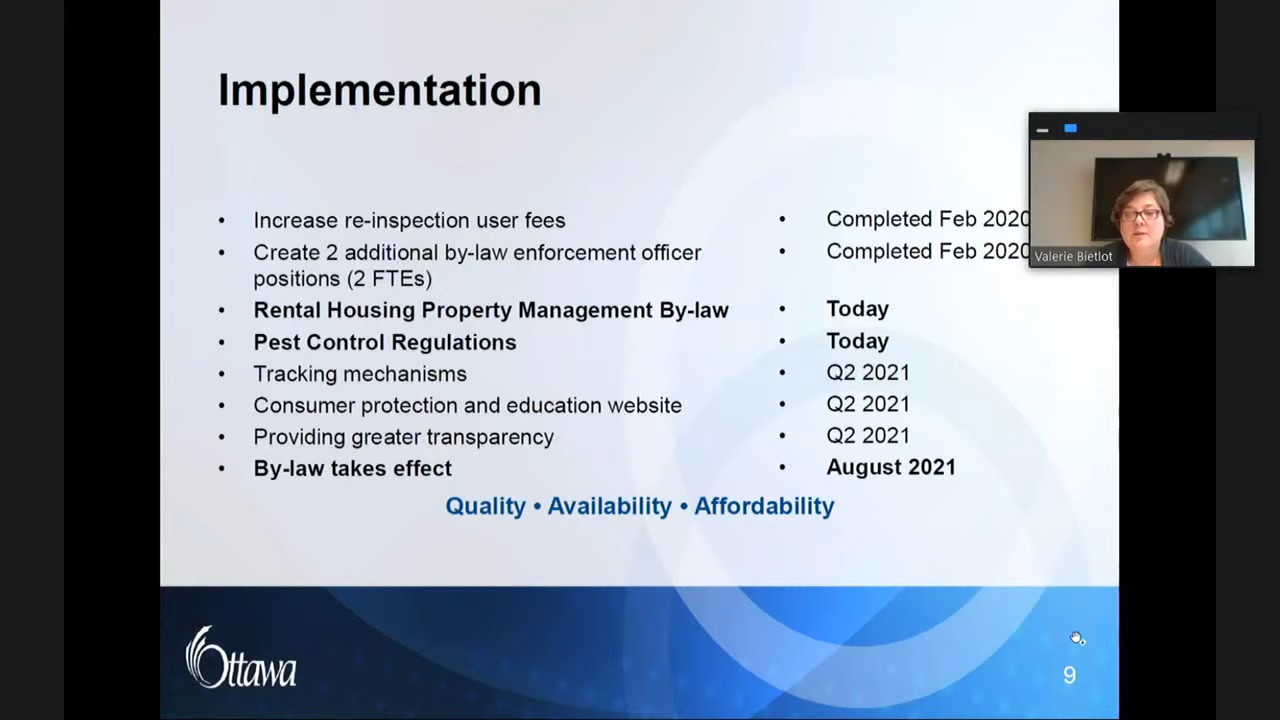 Implementation
• Increase re-inspection user fees
• Completed Feb 2020
• Create 2 additional by-law enforcement officer
positions (2 FTEs)
• Completed Feb 2020
• Rental Housing Property Management By-law
• Today
• Pest Control Regulations
• Today
• Tracking mechanisms
• Q2 2021
• Consumer protection and education website
• Q2 2021
• Providing greater transparency
• Q2 2021
• By-law takes effect
• August 2021
Quality • Availability • Affordability
Valerie Bietlot
Ottawa
9